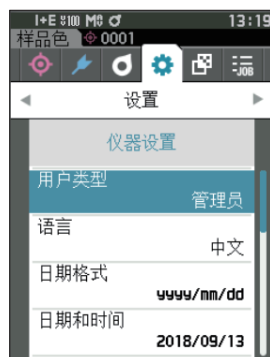 I+E %100 M0 13:19
样品色 0001
JOB
设置
仪器设置
用户类型
管理员
语言
中文
日期格式
yyyy/mm/dd
日期和时间
2018/09/13